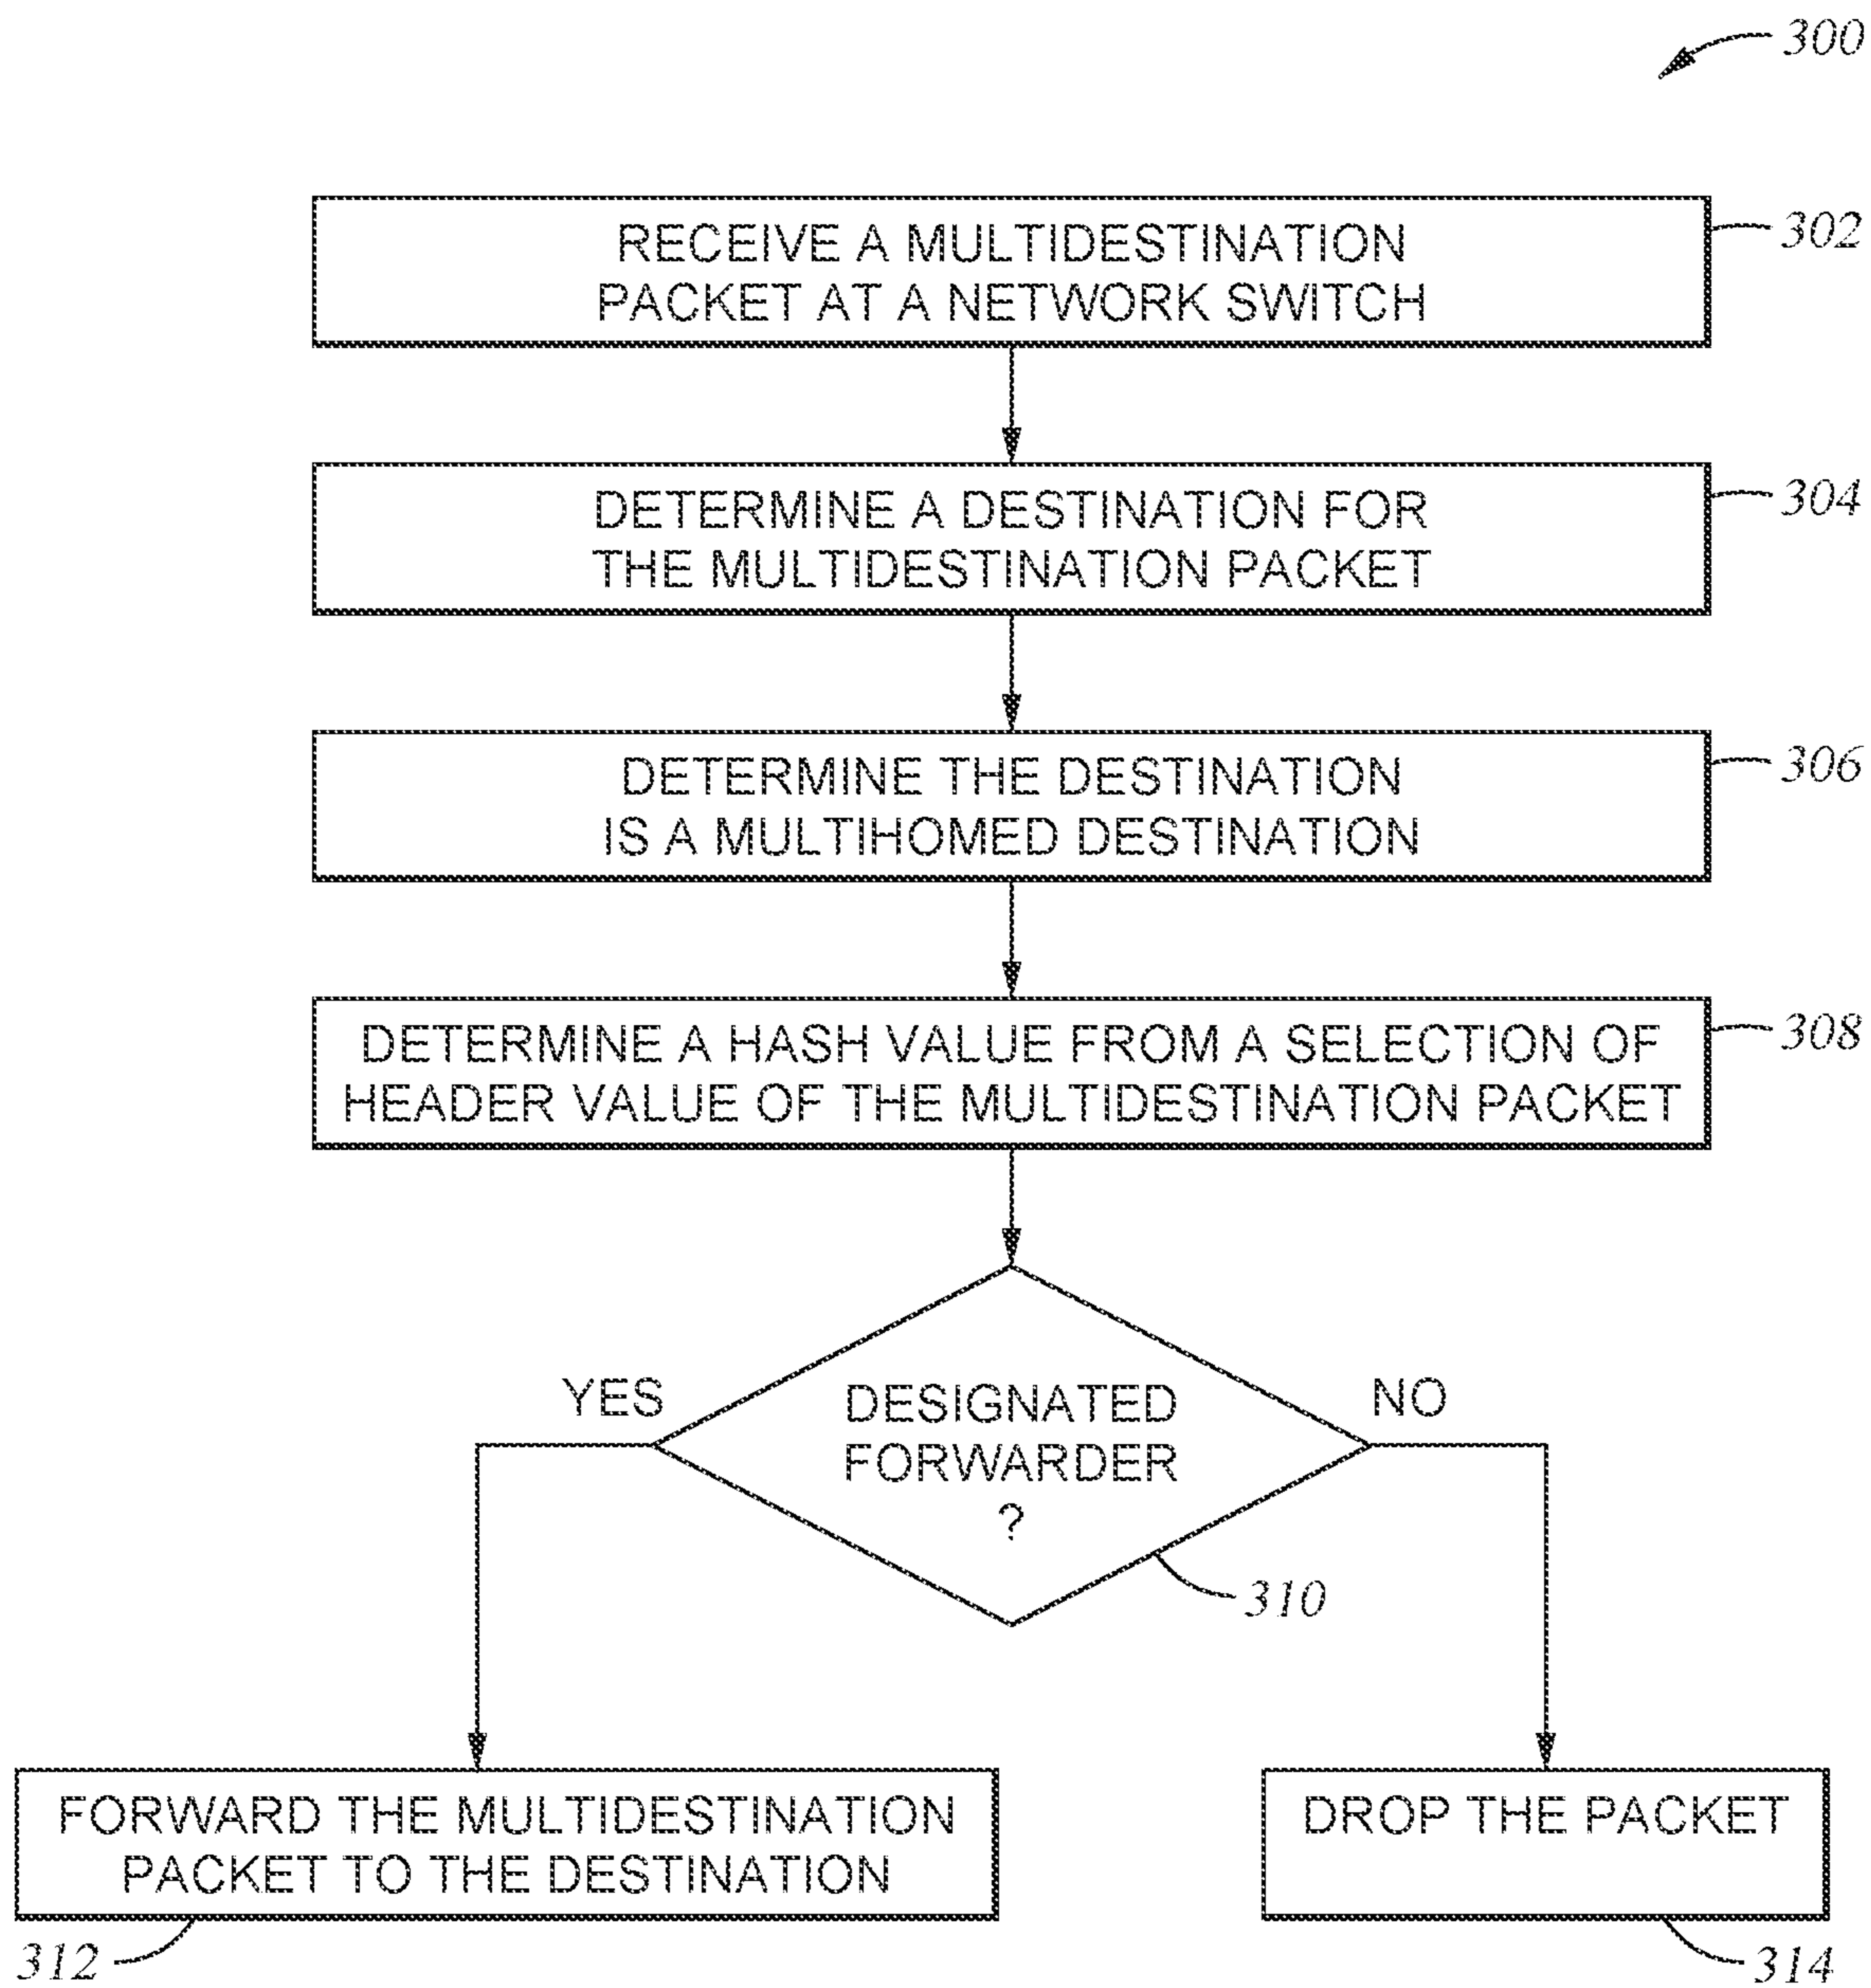 300
RECEIVE A MULTIDESTINATION
PACKET AT A NETWORK SWITCH
302
DETERMINE A DESTINATION FOR
THE MULTIDESTINATION PACKET
304
DETERMINE THE DESTINATION
IS A MULTIHOMED DESTINATION
306
DETERMINE A HASH VALUE FROM A SELECTION OF
HEADER VALUE OF THE MULTIDESTINATION PACKET
308
YES
DESIGNATED
FORWARDER
?
NO
310
FORWARD THE MULTIDESTINATION
PACKET TO THE DESTINATION
312
DROP THE PACKET
314